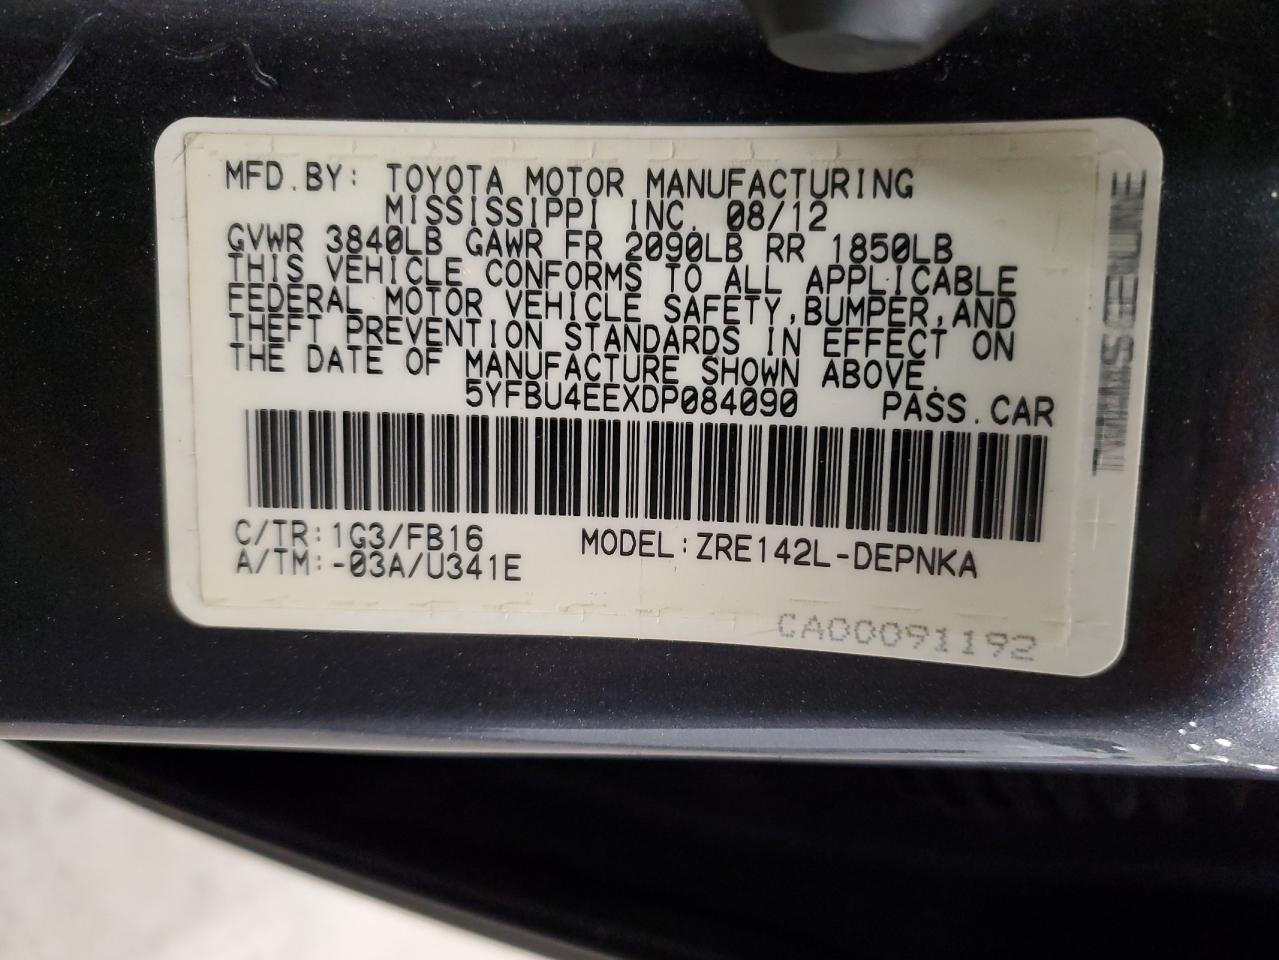 MFD.BY: TOYOTA MOTOR MANUFACTURING
MISSISSIPPI INC. 08/12
GVWR 3840LB GAWR FR 2090LB RR 1850LB
THIS VEHICLE CONFORMS TO ALL APPLICABLE
FEDERAL MOTOR VEHICLE SAFETY,BUMPER,AND
THEFT PREVENTION STANDARDS IN EFFECT ON
THE DATE OF MANUFACTURE SHOWN ABOVE.
5YFBU4EEXDP084090 PASS.CAR
C/TR:1G3/FB16 MODEL:ZRE142L-DEPNKA
A/TM:-03A/U341E
CA00091192